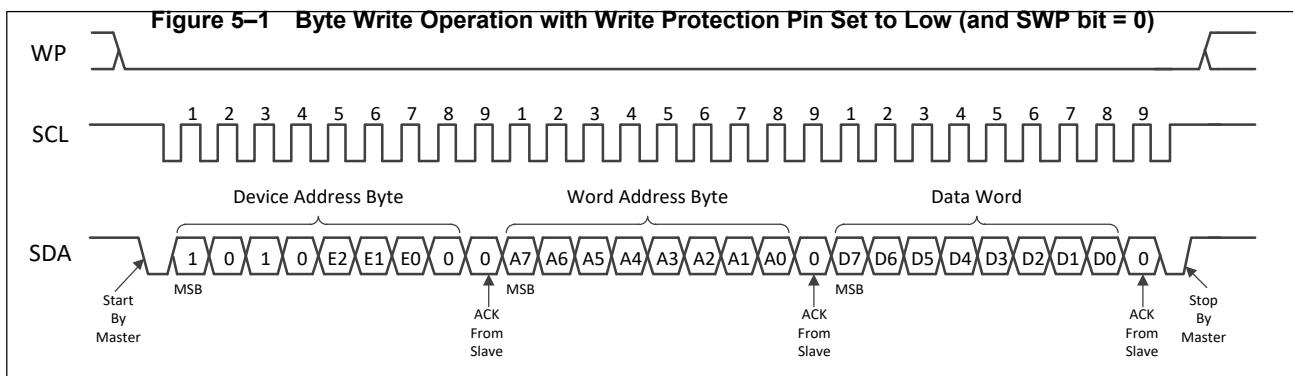 Figure 5–1 Byte Write Operation with Write Protection Pin Set to Low (and SWP bit = 0)
WP
1 2 3 4 5 6 7 8 9 1 2 3 4 5 6 7 8 9 1 2 3 4 5 6 7 8 9
SCL
Device Address Byte Word Address Byte Data Word
SDA
1 0 1 0 E2 E1 E0 0 0 A7 A6 A5 A4 A3 A2 A1 A0 0 D7 D6 D5 D4 D3 D2 D1 D0 0
MSB MSB MSB
Start
By
Master
ACK
From
Slave
ACK
From
Slave
ACK
From
Slave
Stop
By
Master